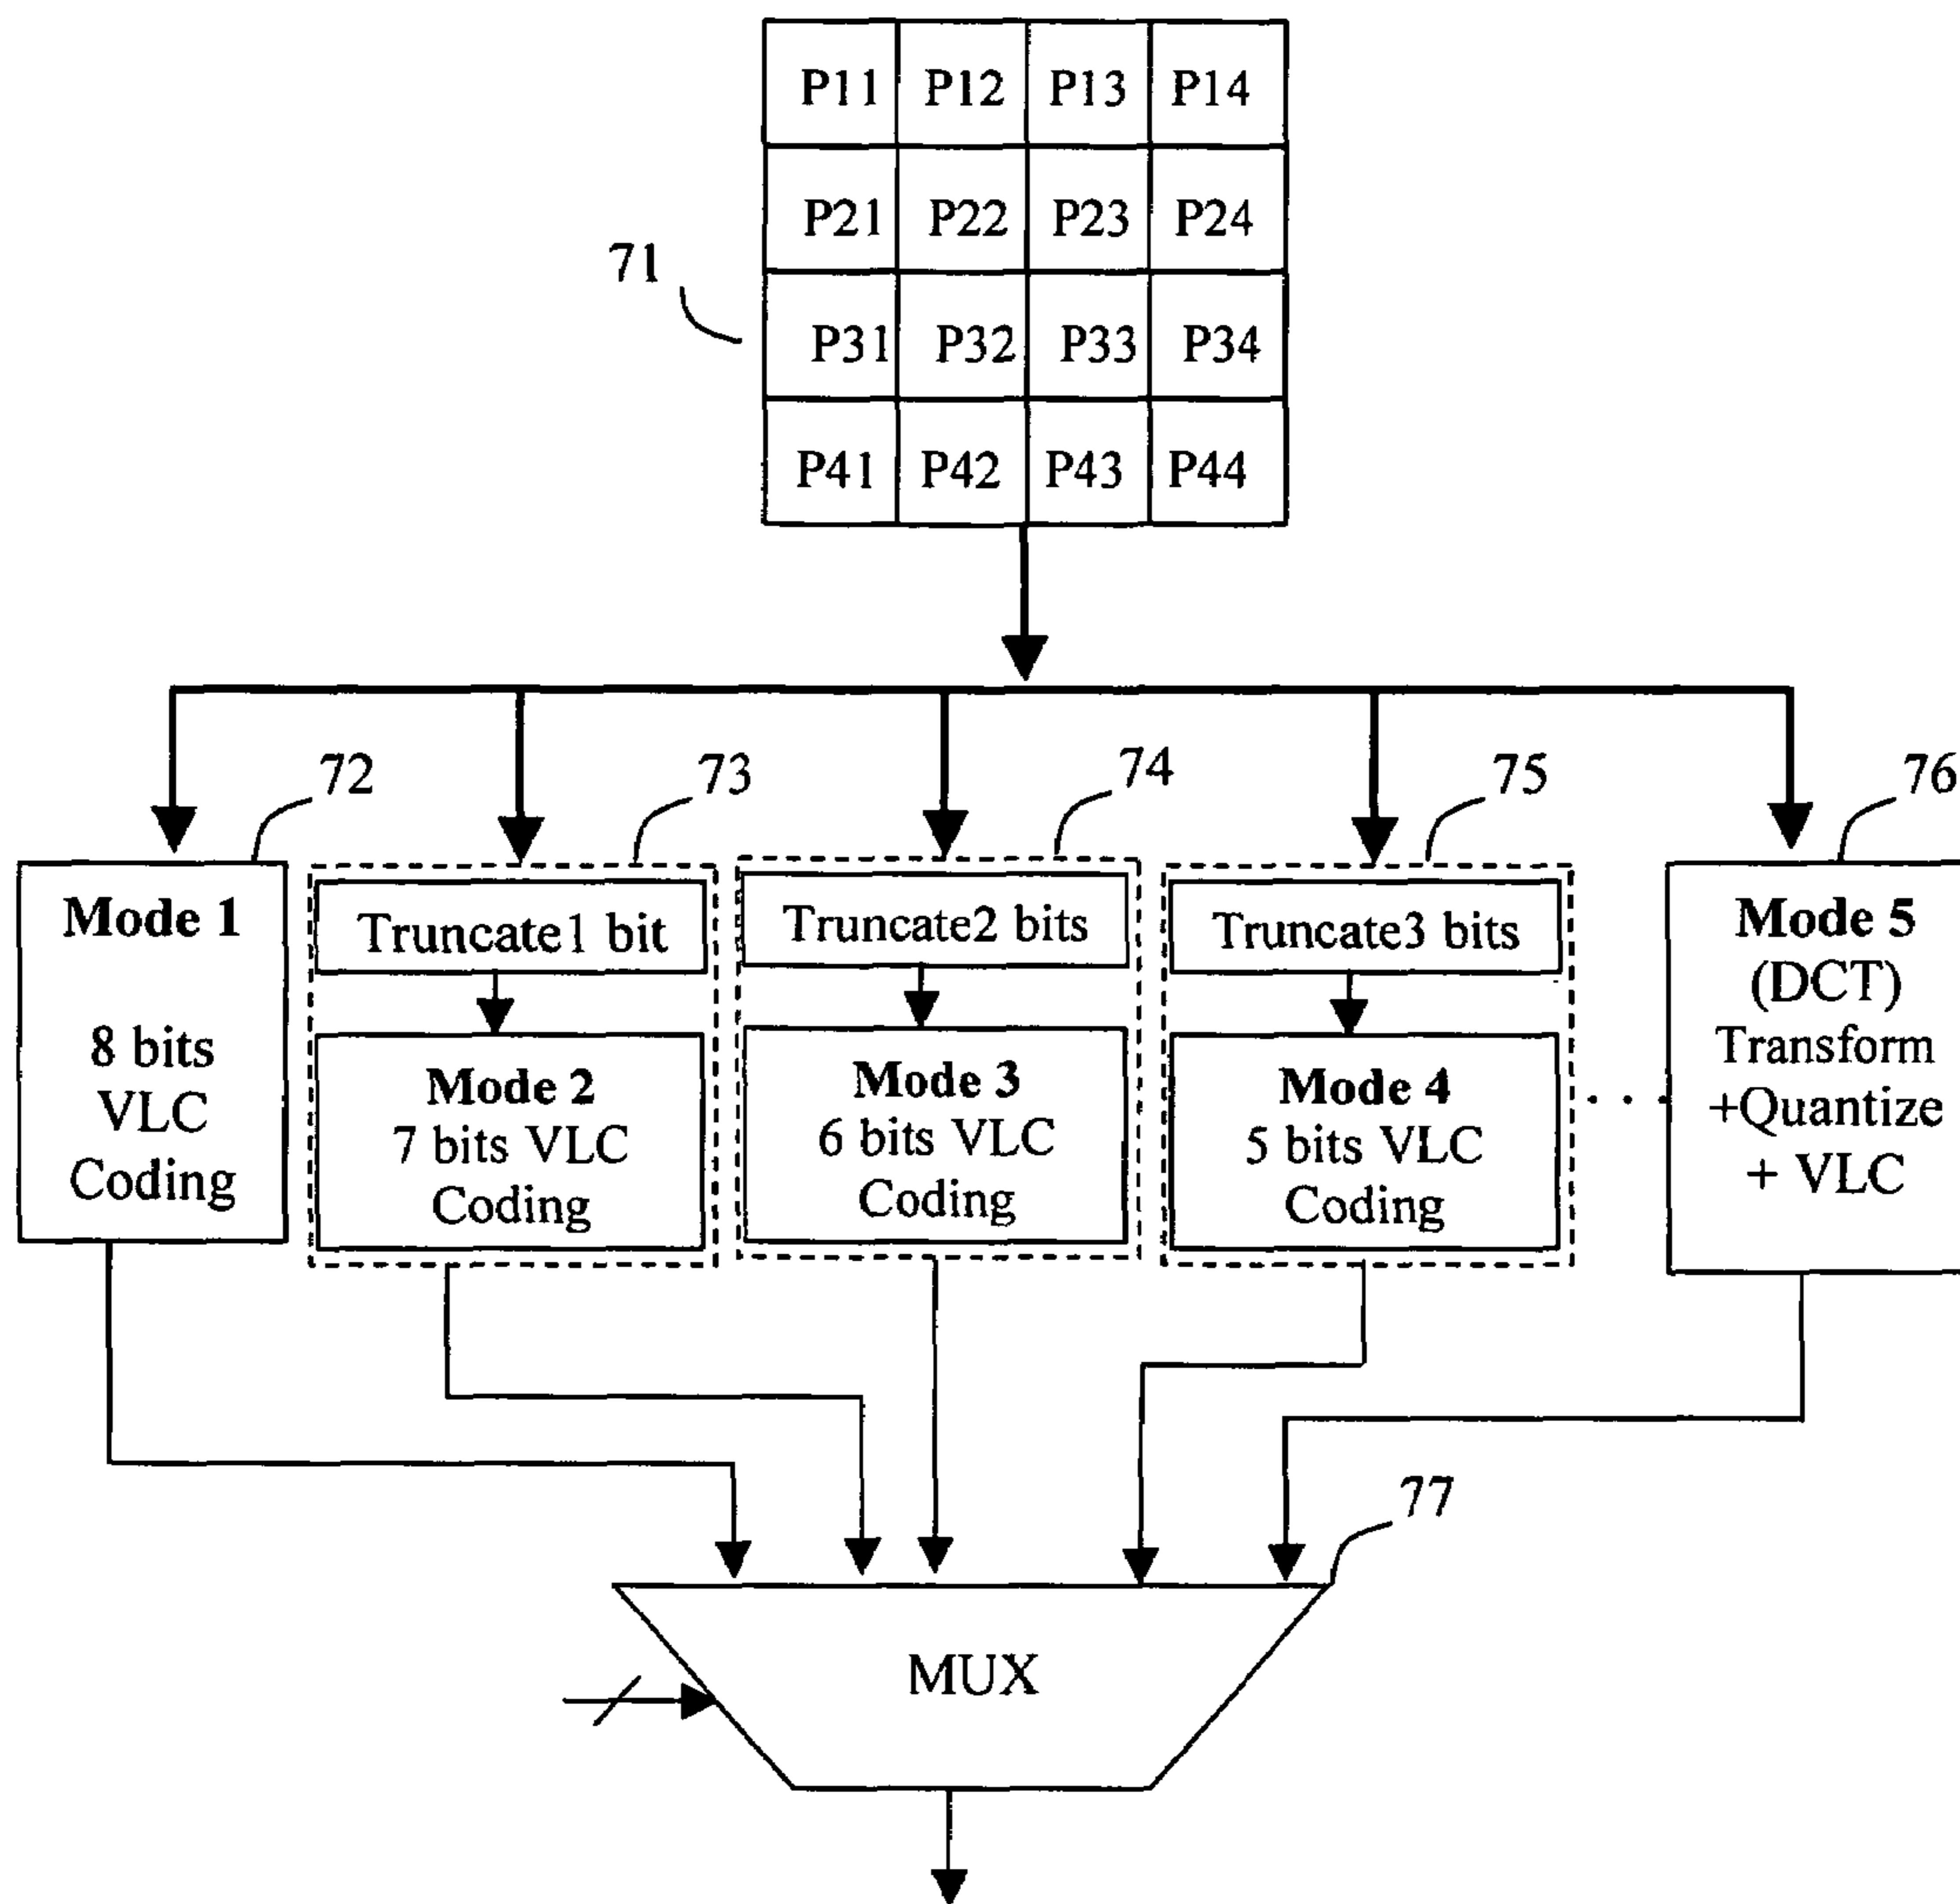 P11 P12 P13 P14
P21 P22 P23 P24
71
P31 P32 P33 P34
P41 P42 P43 P44
72
73
74
75
76
Mode 1
8 bits
VLC
Coding
Truncate1 bit
Mode 2
7 bits VLC
Coding
Truncate2 bits
Mode 3
6 bits VLC
Coding
Truncate3 bits
Mode 4
5 bits VLC
Coding
. . .
Mode 5
(DCT)
Transform
+Quantize
+ VLC
77
MUX